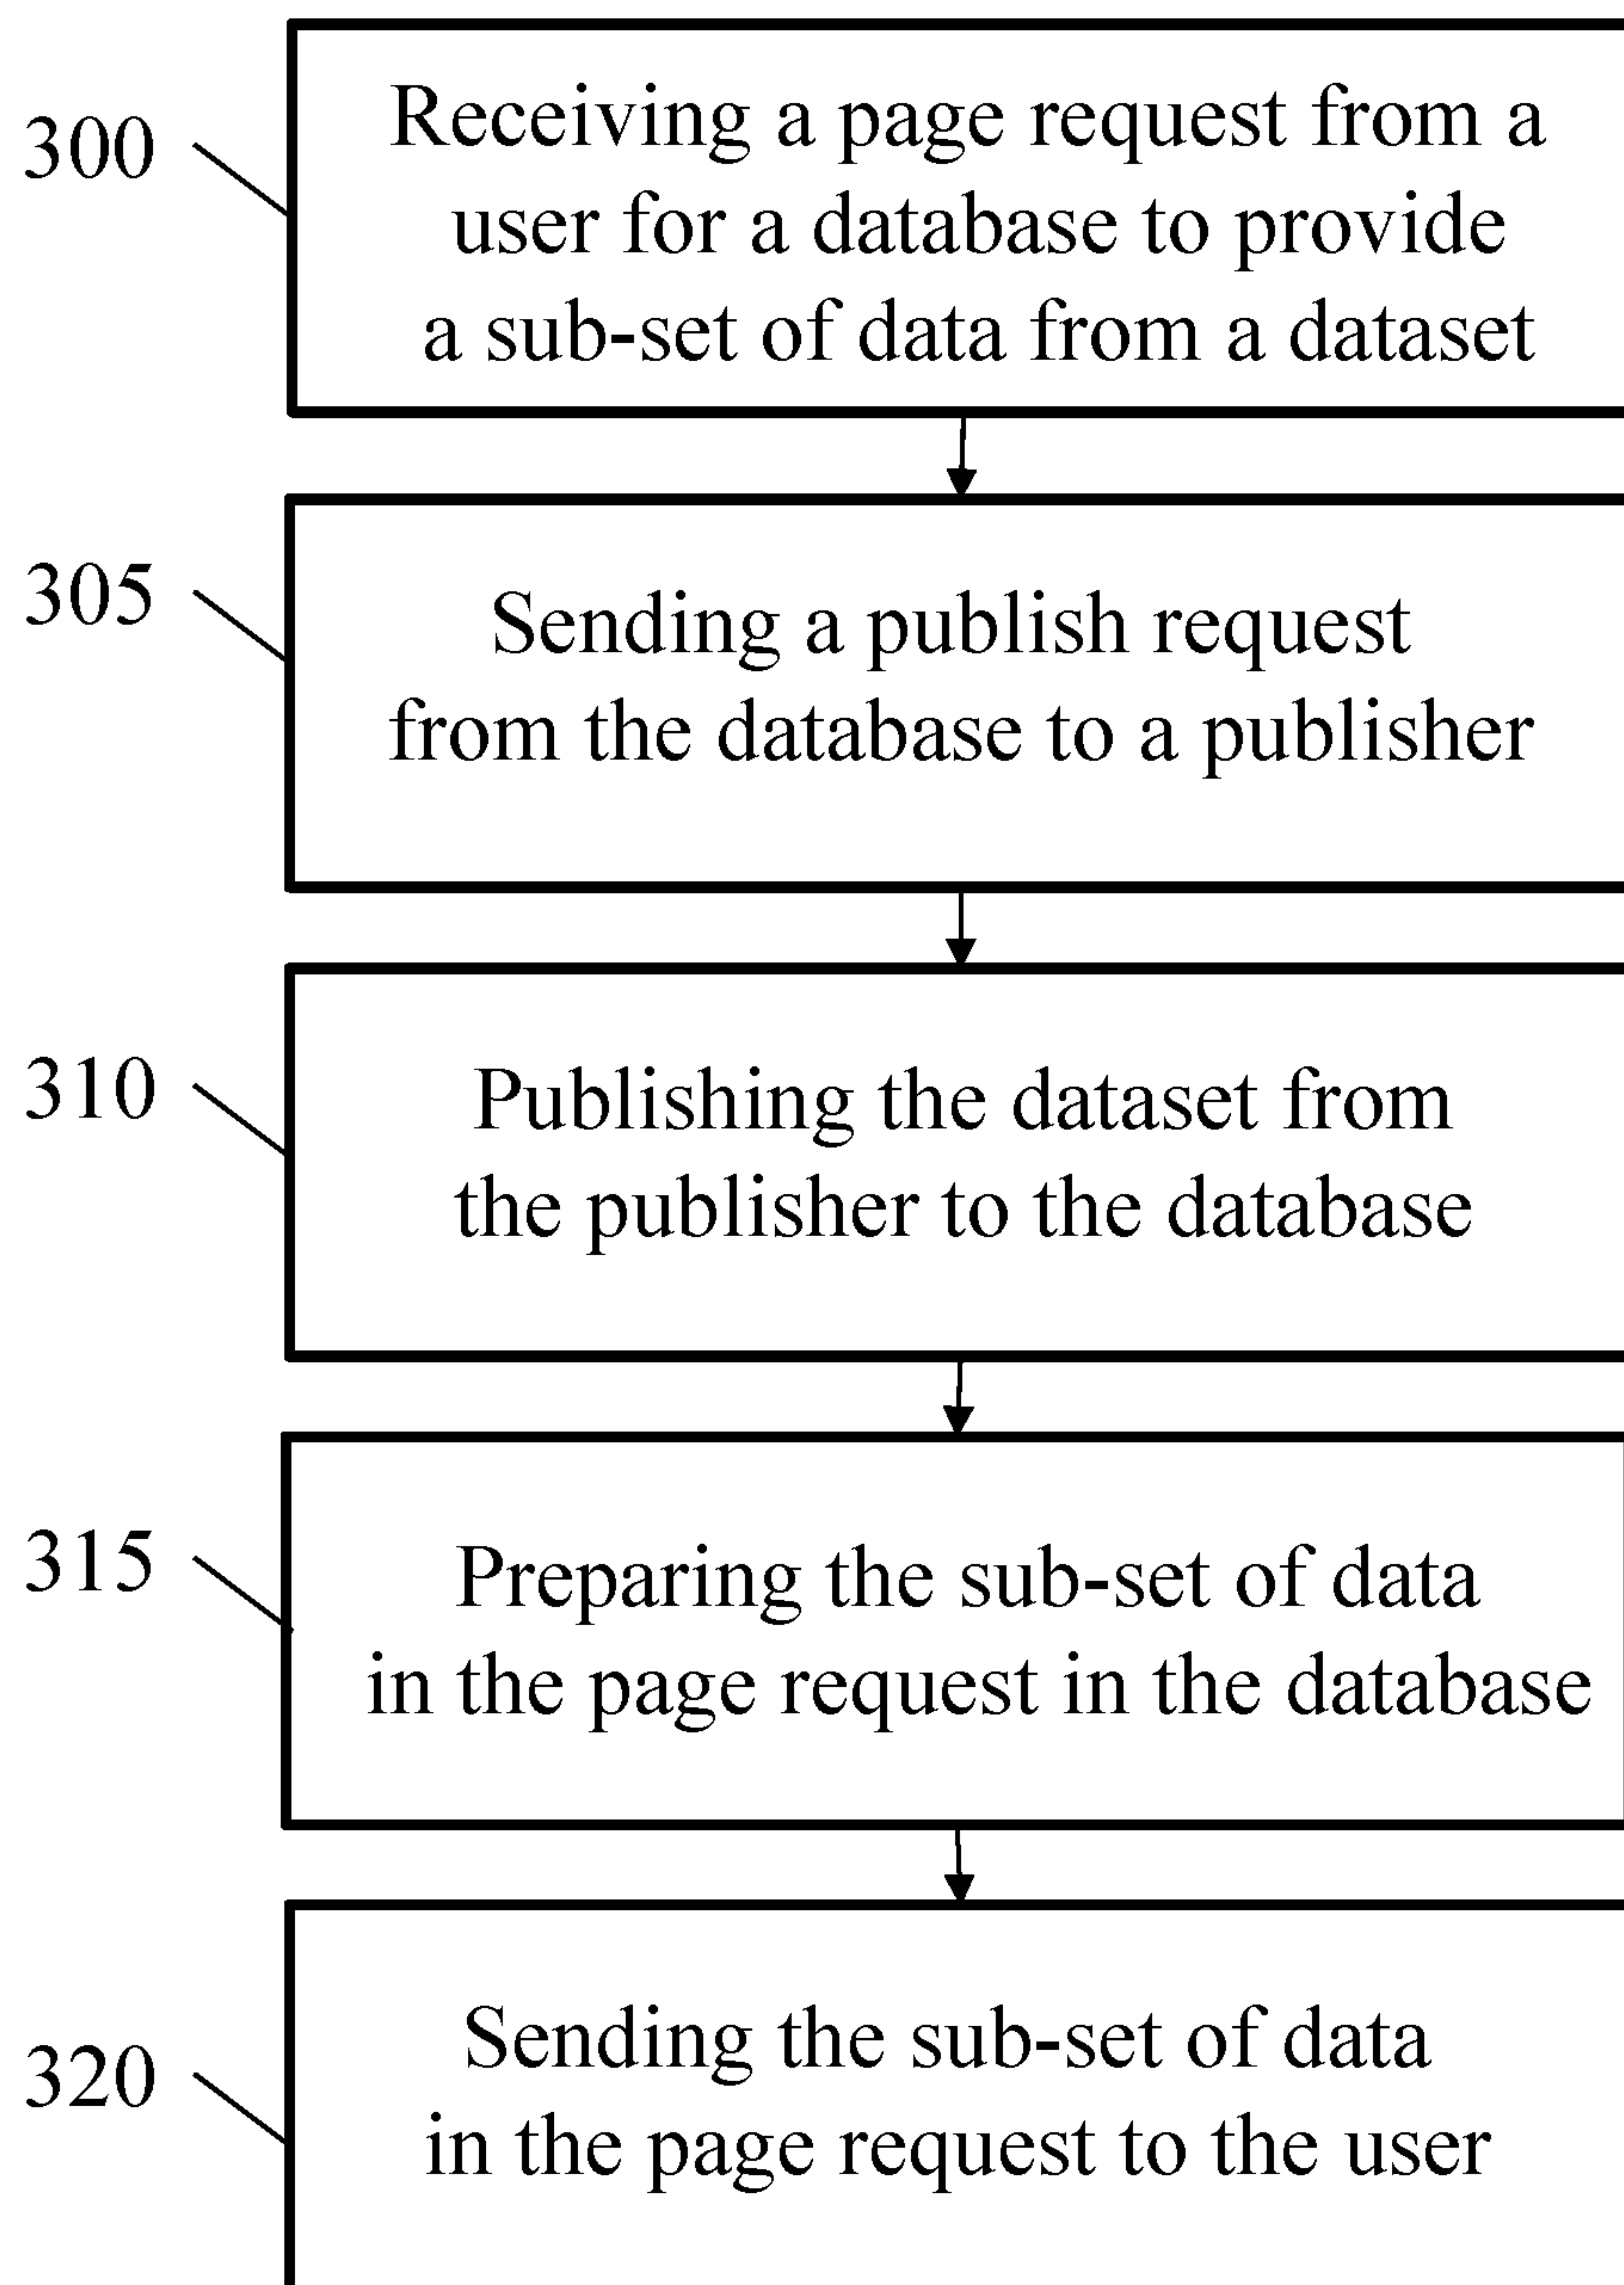 300
Receiving a page request from a
user for a database to provide
a sub-set of data from a dataset
305
Sending a publish request
from the database to a publisher
310
Publishing the dataset from
the publisher to the database
315
Preparing the sub-set of data
in the page request in the database
320
Sending the sub-set of data
in the page request to the user